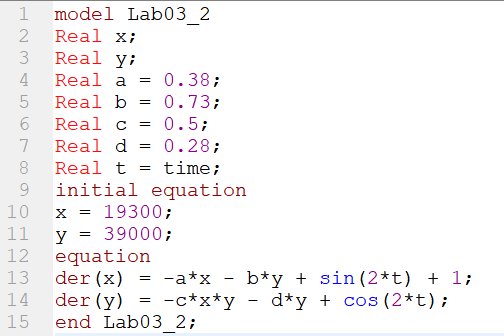 1 model Lab03_2
2 Real x;
3 Real y;
4 Real a = 0.38;
5 Real b = 0.73;
6 Real c = 0.5;
7 Real d = 0.28;
8 Real t = time;
9 initial equation
10 x = 19300;
11 y = 39000;
12 equation
13 der(x) = -a*x - b*y + sin(2*t) + 1;
14 der(y) = -c*x*y - d*y + cos(2*t);
15 end Lab03_2;